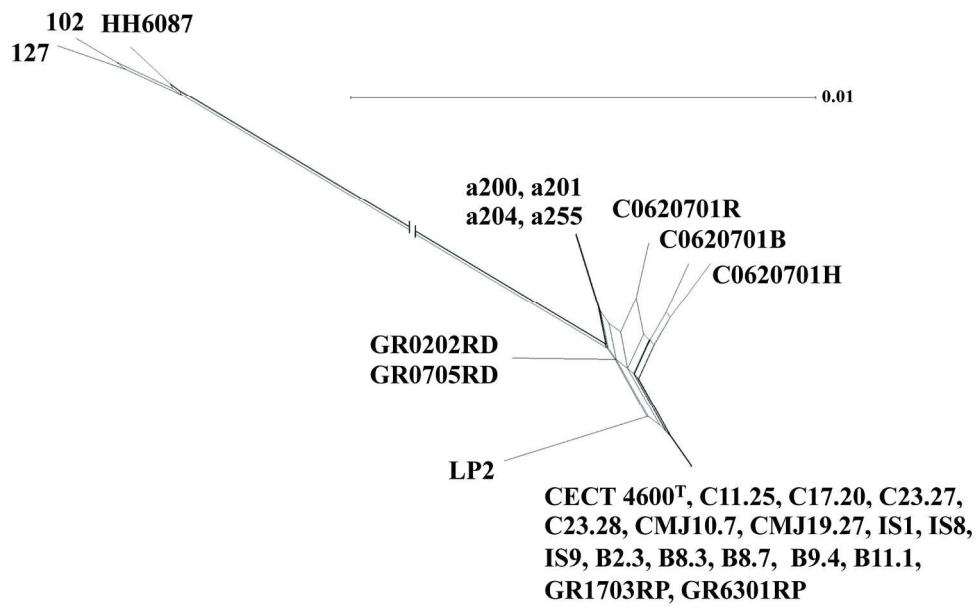 102 HH6087
127
0.01
a200, a201
a204, a255
C0620701R
C0620701B
C0620701H
GR0202RD
GR0705RD
LP2
CECT 4600ᵀ, C11.25, C17.20, C23.27,
C23.28, CMJ10.7, CMJ19.27, IS1, IS8,
IS9, B2.3, B8.3, B8.7, B9.4, B11.1,
GR1703RP, GR6301RP